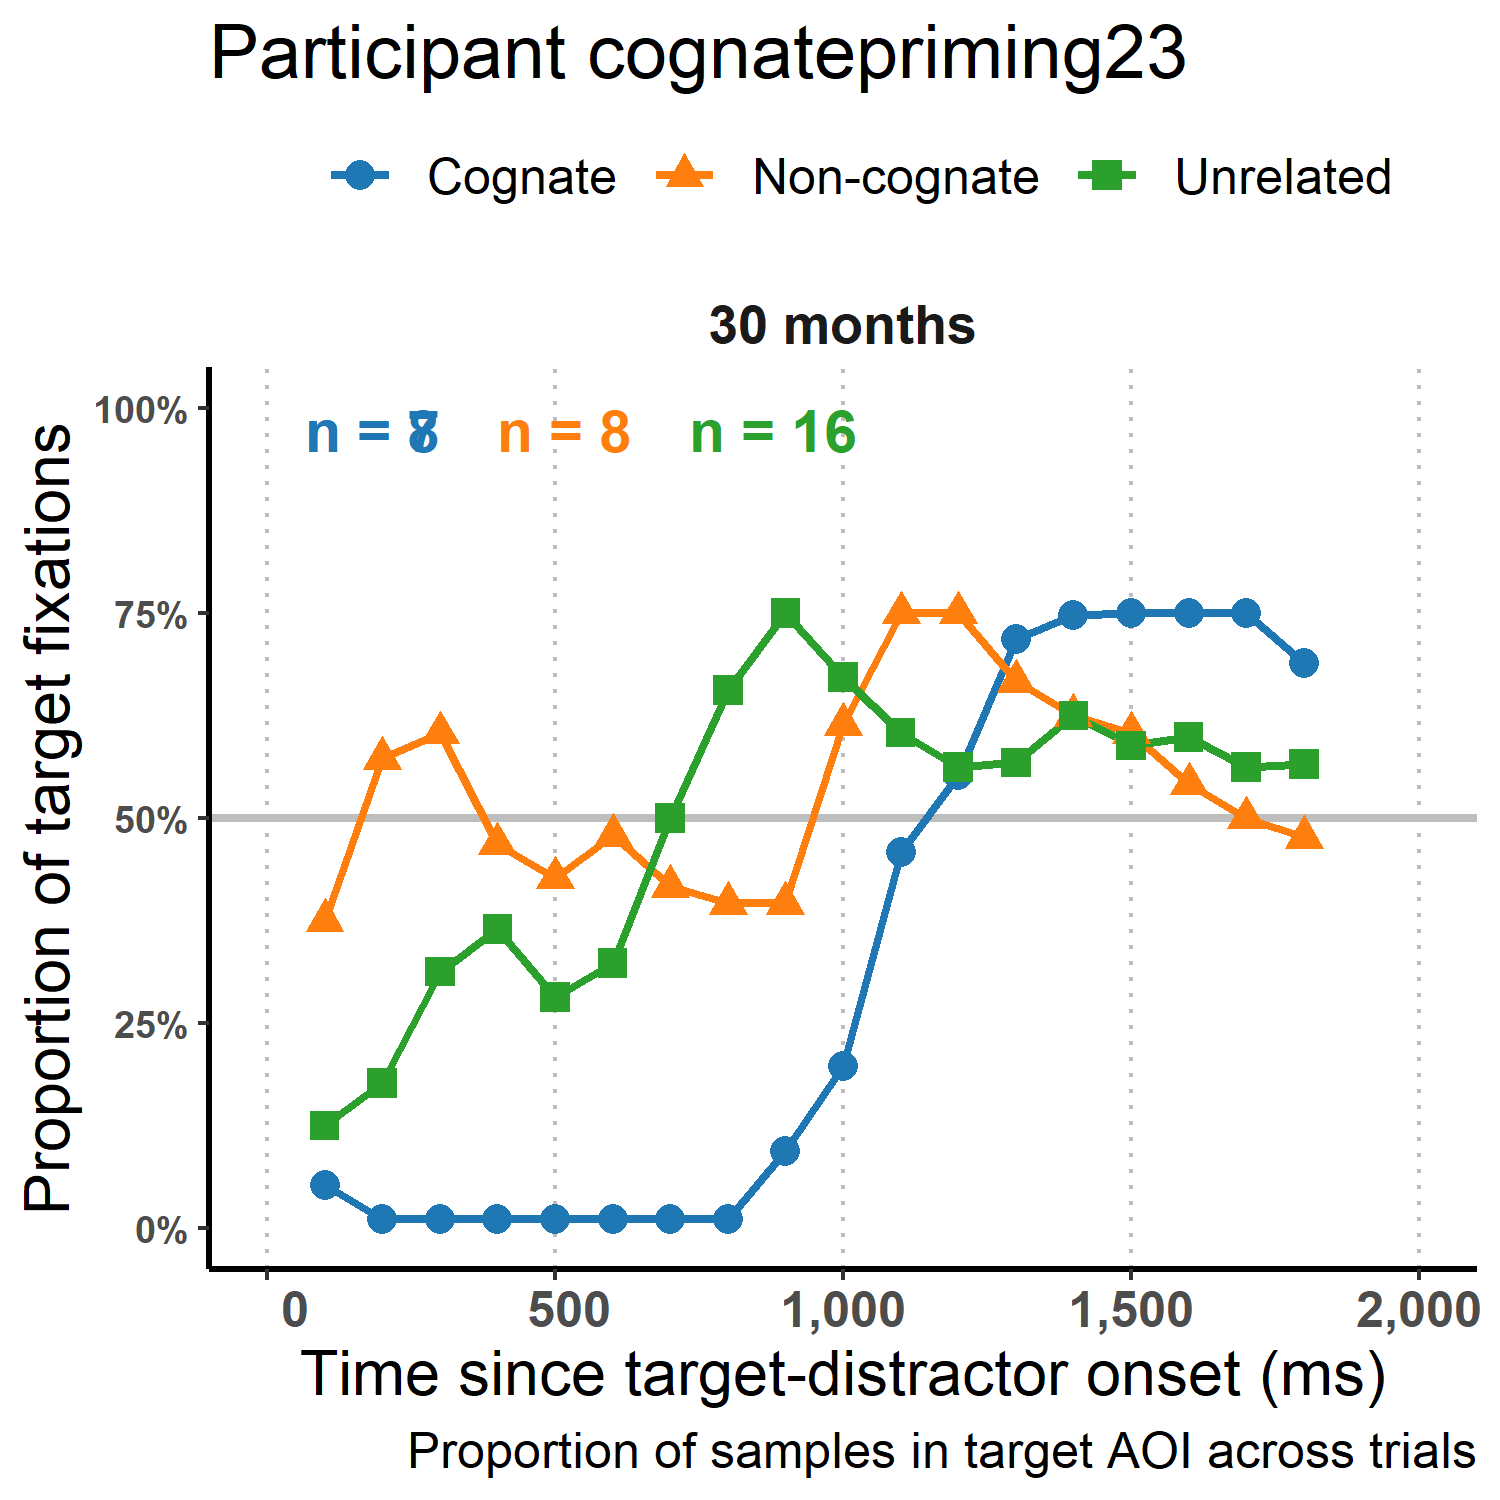 Participant cognatepriming23
Cognate Non-cognate Unrelated
30 months
100%
75%
50%
25%
0%
Proportion of target fixations
n = n = 8 n = 16
0 500 1,000 1,500 2,000
Time since target-distractor onset (ms)
Proportion of samples in target AOI across trials